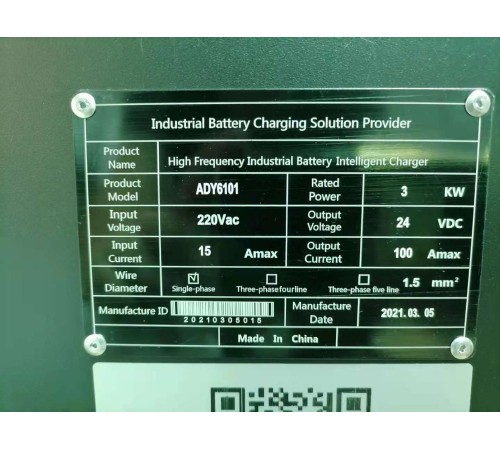 Industrial Battery Charging Solution Provider
Product Name High Frequency Industrial Battery Intelligent Charger
Product Model ADY6101 Rated Power 3 KW
Input Voltage 220Vac Output Voltage 24 VDC
Input Current 15 Amax Output Current 100 Amax
Wire Diameter Single-phase Three-phase four line Three-phase five line 1.5 mm²
Manufacture ID 20210305015 Manufacture Date 2021.03.05
Made In China